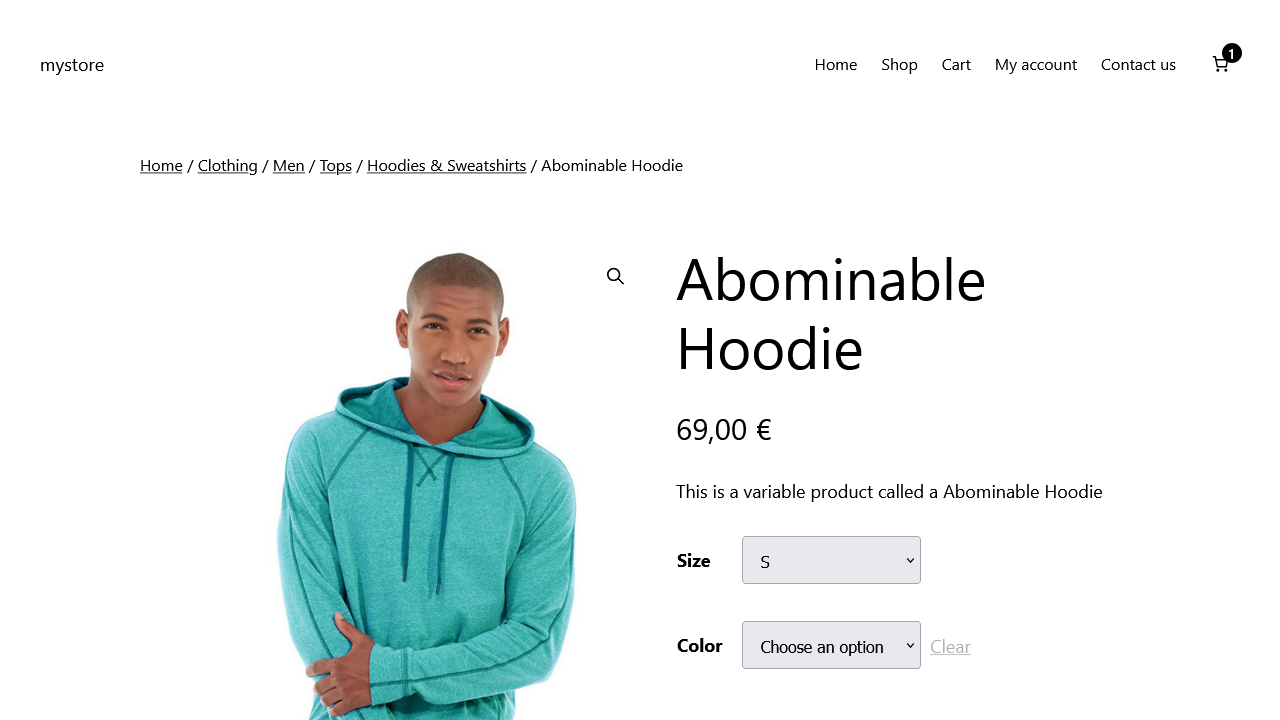 mystore
Home Shop Cart My account Contact us 1
Home / Clothing / Men / Tops / Hoodies & Sweatshirts / Abominable Hoodie
Abominable
Hoodie
69,00 €
This is a variable product called a Abominable Hoodie
Size S
Color Choose an option Clear